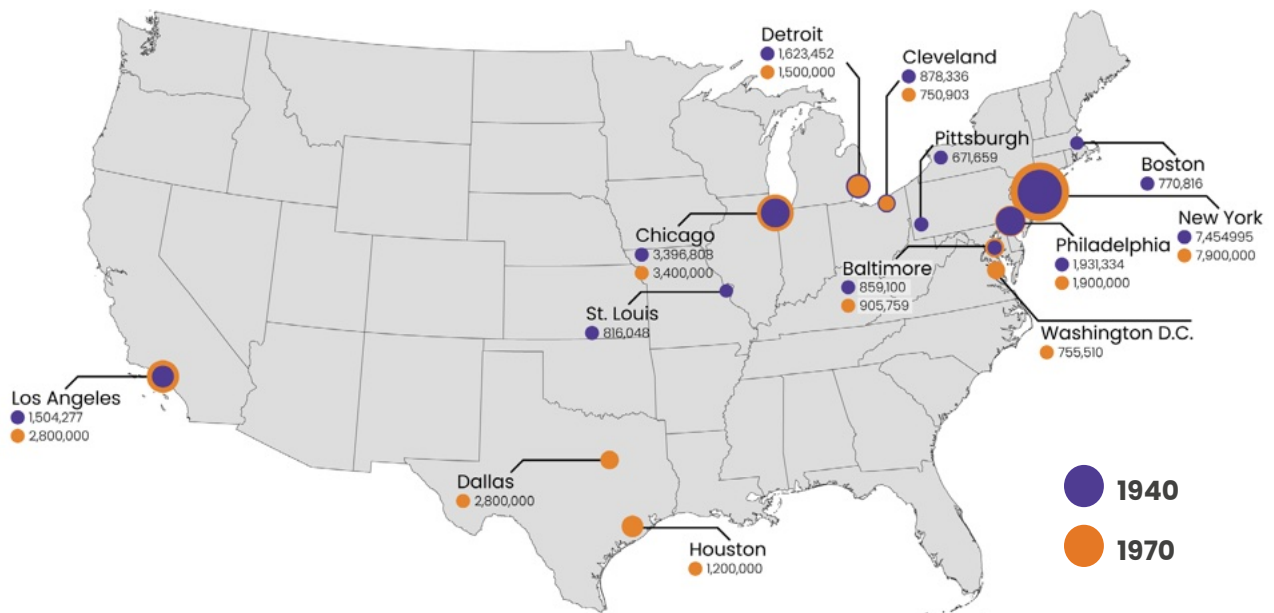 Detroit
1,623,452
1,500,000
Cleveland
878,336
750,903
Pittsburgh
671,659
Boston
770,816
New York
7,454995
7,900,000
Philadelphia
1,931,334
1,900,000
Chicago
3,396,808
3,400,000
Baltimore
859,100
905,759
St. Louis
816,048
Washington D.C.
755,510
Los Angeles
1,504,277
2,800,000
Dallas
2,800,000
Houston
1,200,000
1940
1970